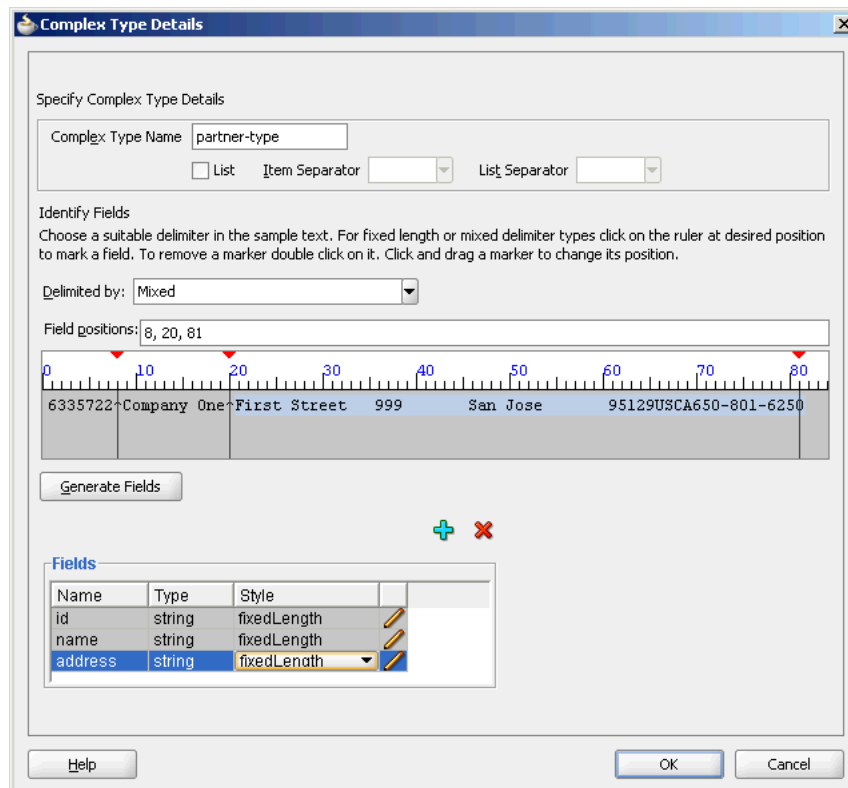 Complex Type Details
Specify Complex Type Details
Complex Type Name partner-type
List Item Separator List Separator
Identify Fields
Choose a suitable delimiter in the sample text. For fixed length or mixed delimiter types click on the ruler at desired position
to mark a field. To remove a marker double click on it. Click and drag a marker to change its position.
Delimited by: Mixed
Field positions: 8, 20, 81
0 10 20 30 40 50 60 70 80
6335722^Company One^First Street 999 San Jose 95129USCA650-801-6250
Generate Fields
Fields
Name Type Style
id string fixedLength
name string fixedLength
address string fixedLength
Help OK Cancel